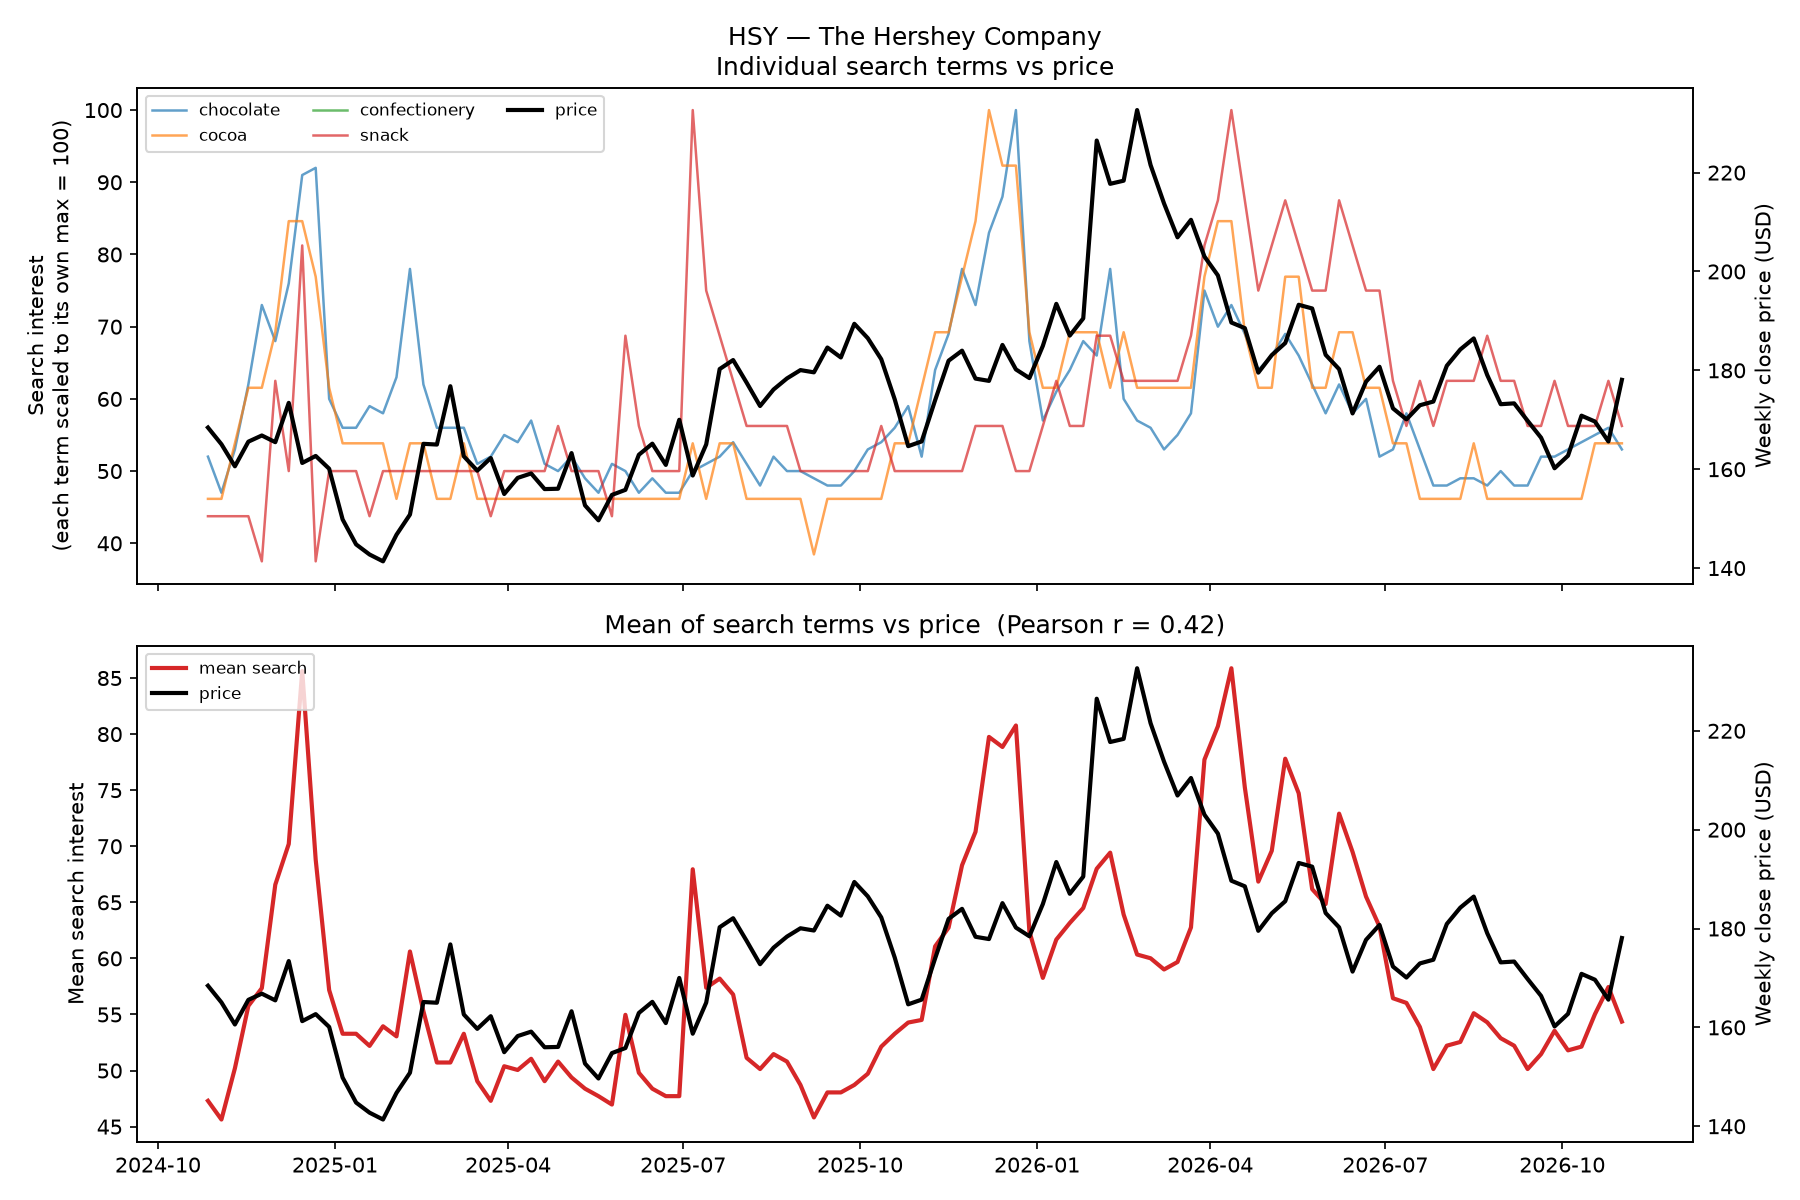 HSY — The Hershey Company
Individual search terms vs price
chocolate
cocoa
confectionery
snack
price
Search interest
(each term scaled to its own max = 100)
100
90
80
70
60
50
40
Weekly close price (USD)
220
200
180
160
140
Mean of search terms vs price (Pearson r = 0.42)
mean search
price
Mean search interest
85
80
75
70
65
60
55
50
45
Weekly close price (USD)
220
200
180
160
140
2024-10
2025-01
2025-04
2025-07
2025-10
2026-01
2026-04
2026-07
2026-10